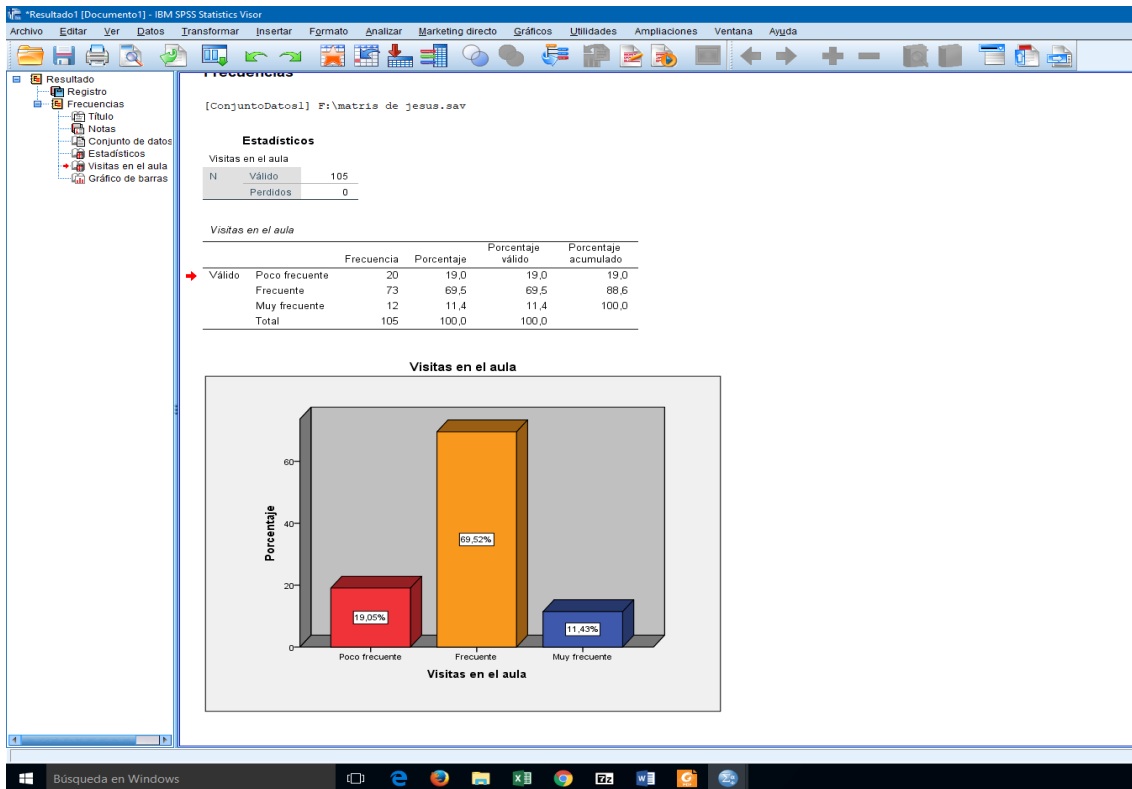 *Resultado1 [Documento1] - IBM SPSS Statistics Visor
Archivo Editar Ver Datos Transformar Insertar Formato Analizar Marketing directo Gráficos Utilidades Ampliaciones Ventana Ayuda
Resultado
Registro
Frecuencias
Título
Notas
Conjunto de datos
Estadísticos
Visitas en el aula
Gráfico de barras
Frecuencias
[ConjuntoDatos1] F:\matris de jesus.sav
Estadísticos
Visitas en el aula
N Válido 105
Perdidos 0
Visitas en el aula
Frecuencia Porcentaje Porcentaje válido Porcentaje acumulado
Válido Poco frecuente 20 19,0 19,0 19,0
Frecuente 73 69,5 69,5 88,6
Muy frecuente 12 11,4 11,4 100,0
Total 105 100,0 100,0
Visitas en el aula
Porcentaje
60
40
20
0
69,52%
19,05%
11,43%
Poco frecuente Frecuente Muy frecuente
Visitas en el aula
Búsqueda en Windows